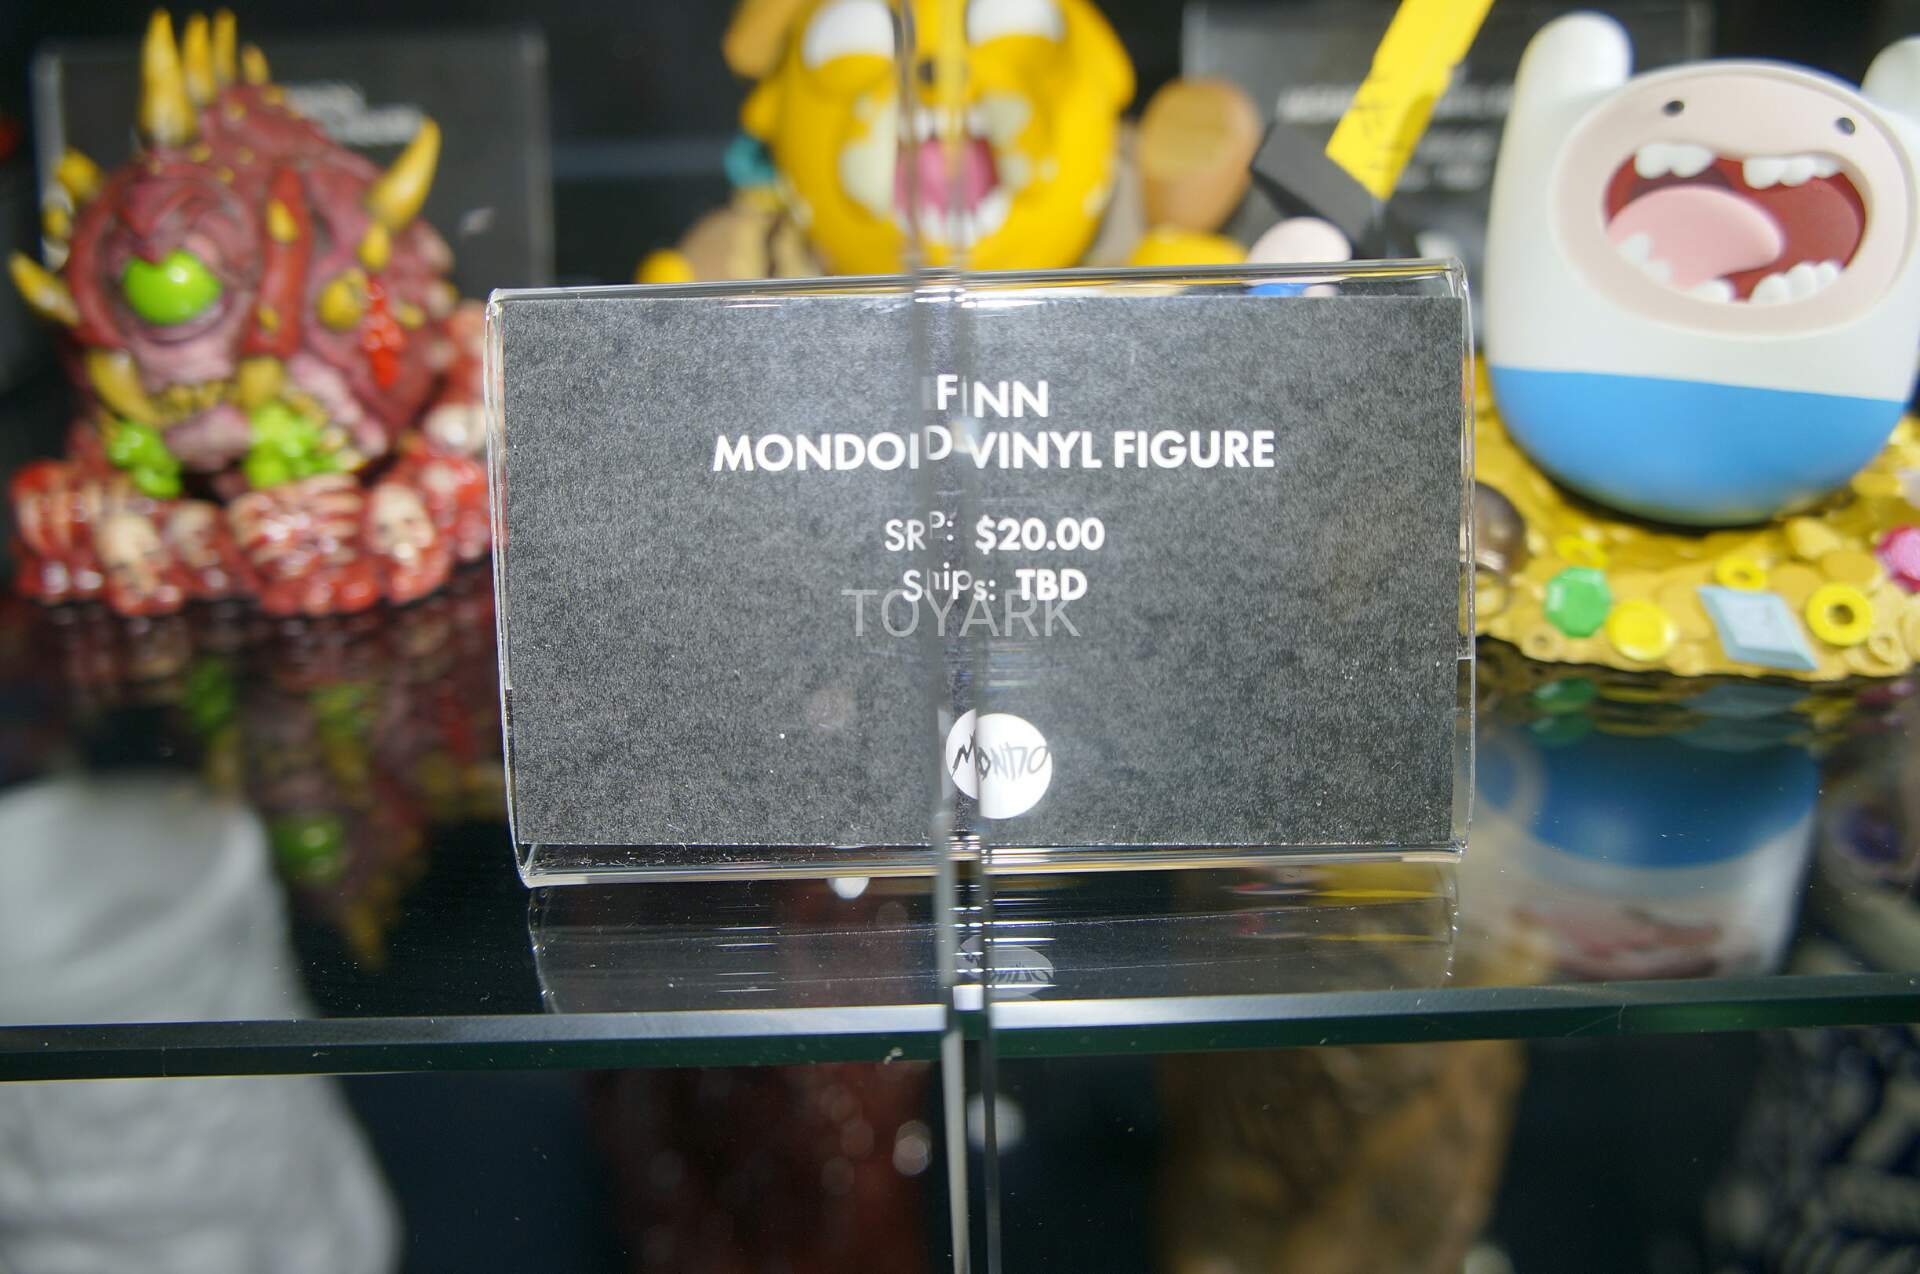 FINN
MONDOID VINYL FIGURE
SRP: $20.00
Ships: TBD
TOYARK
MONDO